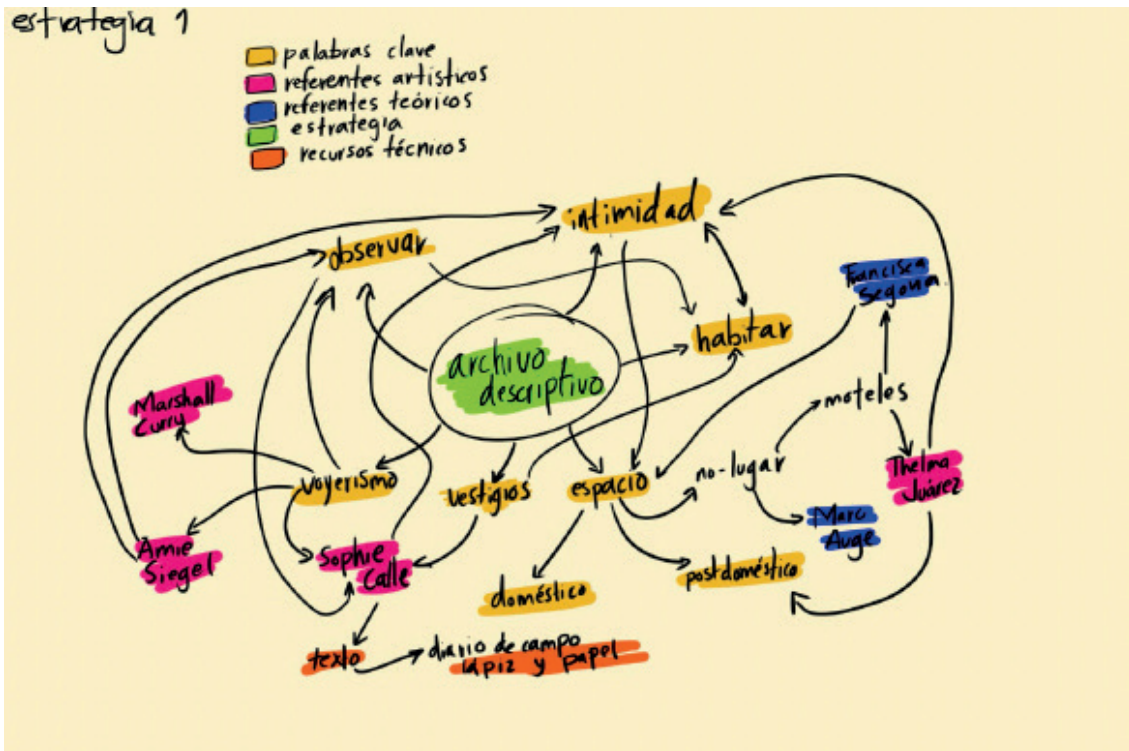 estrategia 1
palabras clave
referentes artísticos
referentes teóricos
estrategia
recursos técnicos
intimidad
observar
Francisca
Segovia
habitar
archivo
descriptivo
moteles
Marshall
Curry
voyerismo
vestigios
espacio
no-lugar
Thelma
Juárez
Marc
Auge
Amie
Siegel
Sophie
Calle
postdoméstico
doméstico
texto
diario de campo
lápiz y papel